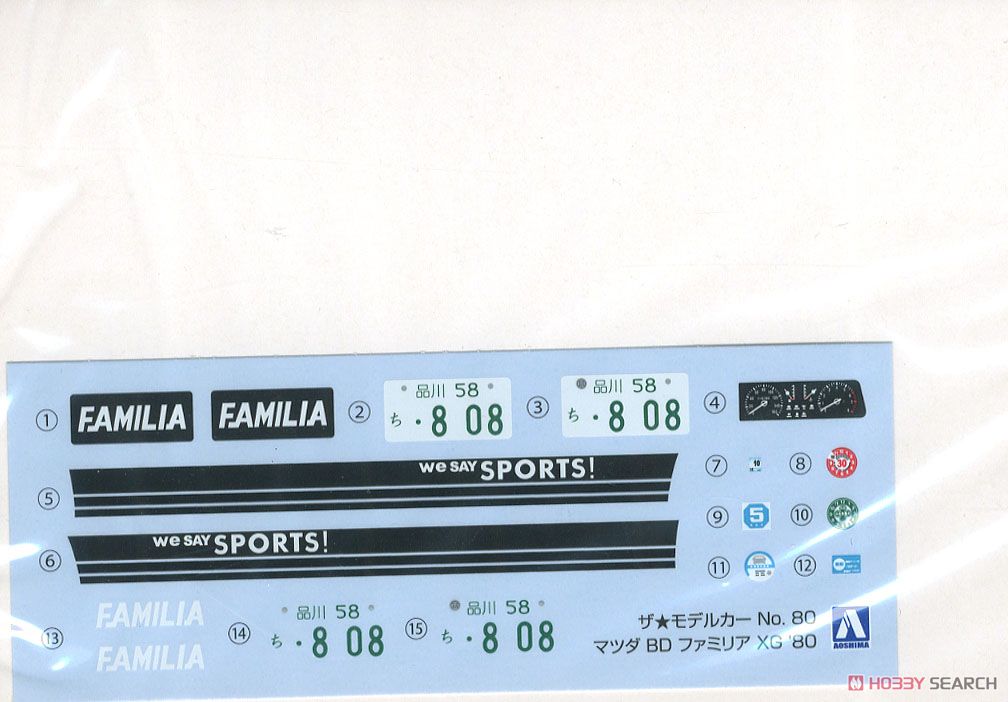 ① FAMILIA FAMILIA
② 品川 58
ち ・8 08
③ 品川 58
ち ・8 08
④
⑤ we SAY SPORTS!
⑥ we SAY SPORTS!
⑦ 10
⑧ 30
⑨ 5
⑩
⑪
⑫
⑬ FAMILIA
FAMILIA
⑭ 品川 58
ち ・8 08
⑮ 品川 58
ち ・8 08
ザ★モデルカー No. 80
マツダ BD ファミリア XG '80
AOSHIMA
HOBBY SEARCH